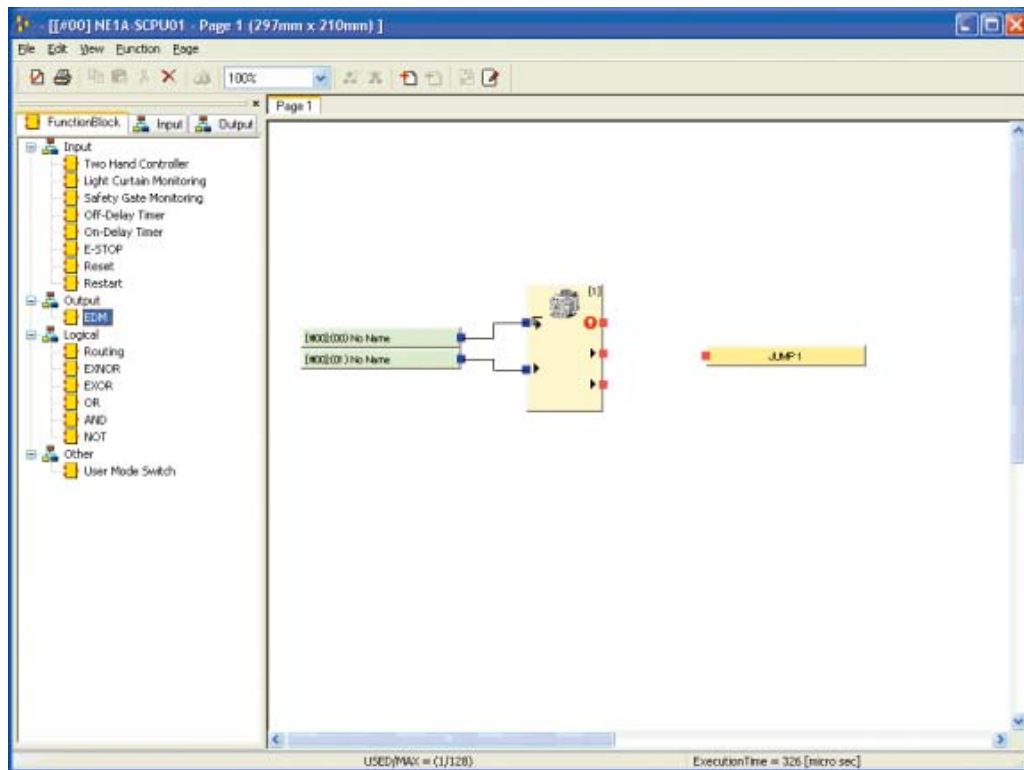 - [[#00] NE1A-SCPU01 - Page 1 (297mm x 210mm) ]
File Edit View Function Page
100%
Page 1
FunctionBlock Input Output
Input
Two Hand Controller
Light Curtain Monitoring
Safety Gate Monitoring
Off-Delay Timer
On-Delay Timer
E-STOP
Reset
Restart
Output
EDM
Logical
Routing
EXNOR
EXOR
OR
AND
NOT
Other
User Mode Switch
[1]
[#00]:(00) No Name
[#00]:(01 ) No Name
JUMP1
USED/MAX = (1/128)
ExecutionTime = 326 [micro sec]